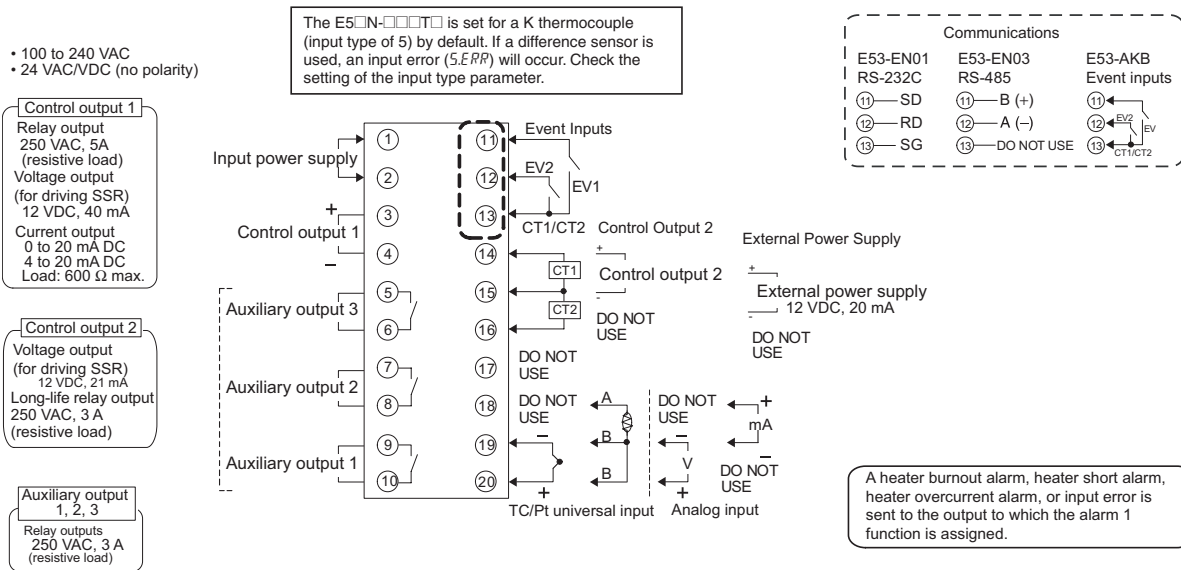 The E5□N-□□□T□ is set for a K thermocouple
(input type of 5) by default. If a difference sensor is
used, an input error (S.ERR) will occur. Check the
setting of the input type parameter.
• 100 to 240 VAC
• 24 VAC/VDC (no polarity)
Control output 1
Relay output
250 VAC, 5A
(resistive load)
Voltage output
(for driving SSR)
12 VDC, 40 mA
Current output
0 to 20 mA DC
4 to 20 mA DC
Load: 600 Ω max.
Control output 2
Voltage output
(for driving SSR)
12 VDC, 21 mA
Long-life relay output
250 VAC, 3 A
(resistive load)
Auxiliary output
1, 2, 3
Relay outputs
250 VAC, 3 A
(resistive load)
Input power supply
+
Control output 1
−
Auxiliary output 3
Auxiliary output 2
Auxiliary output 1
1
2
3
4
5
6
7
8
9
10
11
12
13
14
15
16
17
18
19
20
Event Inputs
EV2
EV1
CT1/CT2
CT1
CT2
Control Output 2
+
Control output 2
-
DO NOT
USE
External Power Supply
+
External power supply
12 VDC, 20 mA
-
DO NOT
USE
DO NOT
USE
DO NOT
USE
−
+
A
B
B
TC/Pt universal input
DO NOT
USE
−
V
+
+
mA
−
DO NOT
USE
Analog input
Communications
E53-EN01
RS-232C
11 SD
12 RD
13 SG
E53-EN03
RS-485
11 B (+)
12 A (−)
13 DO NOT USE
E53-AKB
Event inputs
11
12
13
EV2
EV
CT1/CT2
A heater burnout alarm, heater short alarm,
heater overcurrent alarm, or input error is
sent to the output to which the alarm 1
function is assigned.